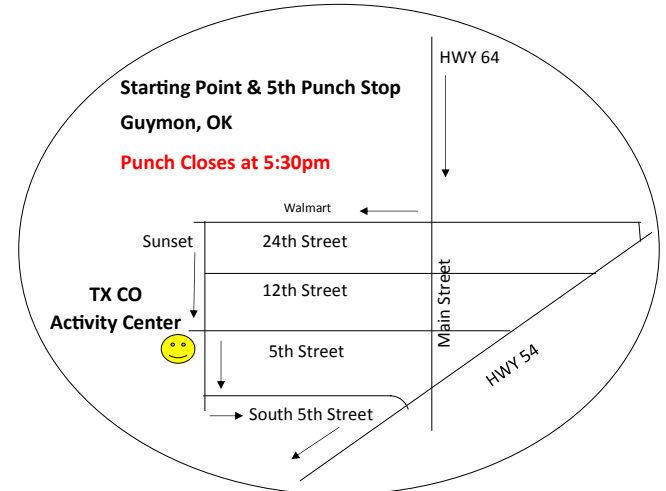 HWY 64
Starting Point & 5th Punch Stop
Guymon, OK
Punch Closes at 5:30pm
Walmart
Sunset
24th Street
12th Street
TX CO
Activity Center
Main Street
5th Street
HWY 54
South 5th Street